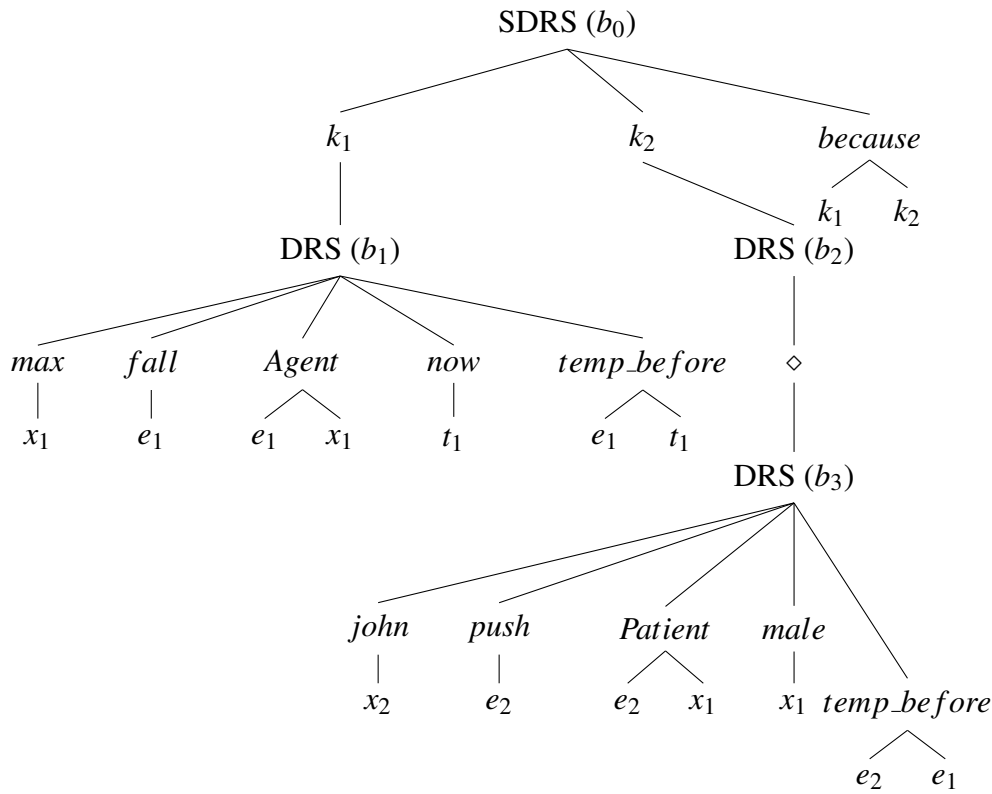 SDRS (b₀)
k₁ k₂ because
k₁ k₂
DRS (b₁) DRS (b₂)
max fall Agent now temp_before ◇
x₁ e₁ e₁ x₁ t₁ e₁ t₁
DRS (b₃)
john push Patient male
x₂ e₂ e₂ x₁ x₁ temp_before
e₂ e₁